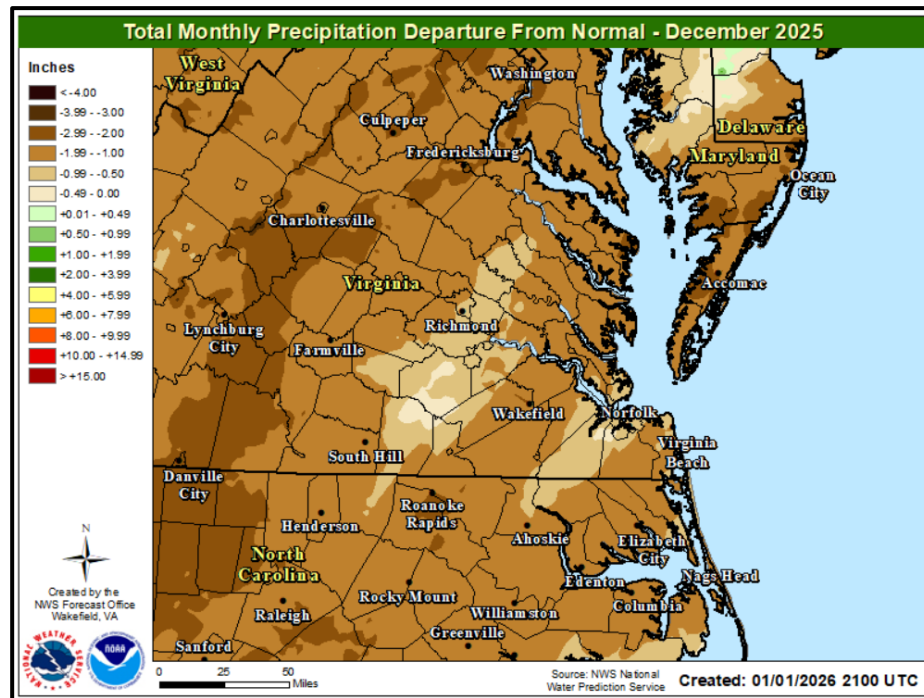 Total Monthly Precipitation Departure From Normal - December 2025
Inches
< -4.00
-3.99 - -3.00
-2.99 - -2.00
-1.99 - -1.00
-0.99 - -0.50
-0.49 - 0.00
+0.01 - +0.49
+0.50 - +0.99
+1.00 - +1.99
+2.00 - +3.99
+4.00 - +5.99
+6.00 - +7.99
+8.00 - +9.99
+10.00 - +14.99
> +15.00
West
Virginia
Washington
Culpeper
Fredericksburg
Delaware
Maryland
Ocean
City
Charlottesville
Virginia
Accomac
Lynchburg
City
Farmville
Richmond
Wakefield
Norfolk
Virginia
Beach
South Hill
Danville
City
Henderson
Roanoke
Rapids
Ahoskie
Elizabeth
City
North
Carolina
Edenton
Nags Head
Rocky Mount
Columbia
Raleigh
Williamston
Greenville
Sanford
N
Created by the
NWS Forecast Office
Wakefield, VA
NATIONAL WEATHER SERVICE
NOAA
0 25 50
Miles
Source: NWS National
Water Prediction Service
Created: 01/01/2026 2100 UTC